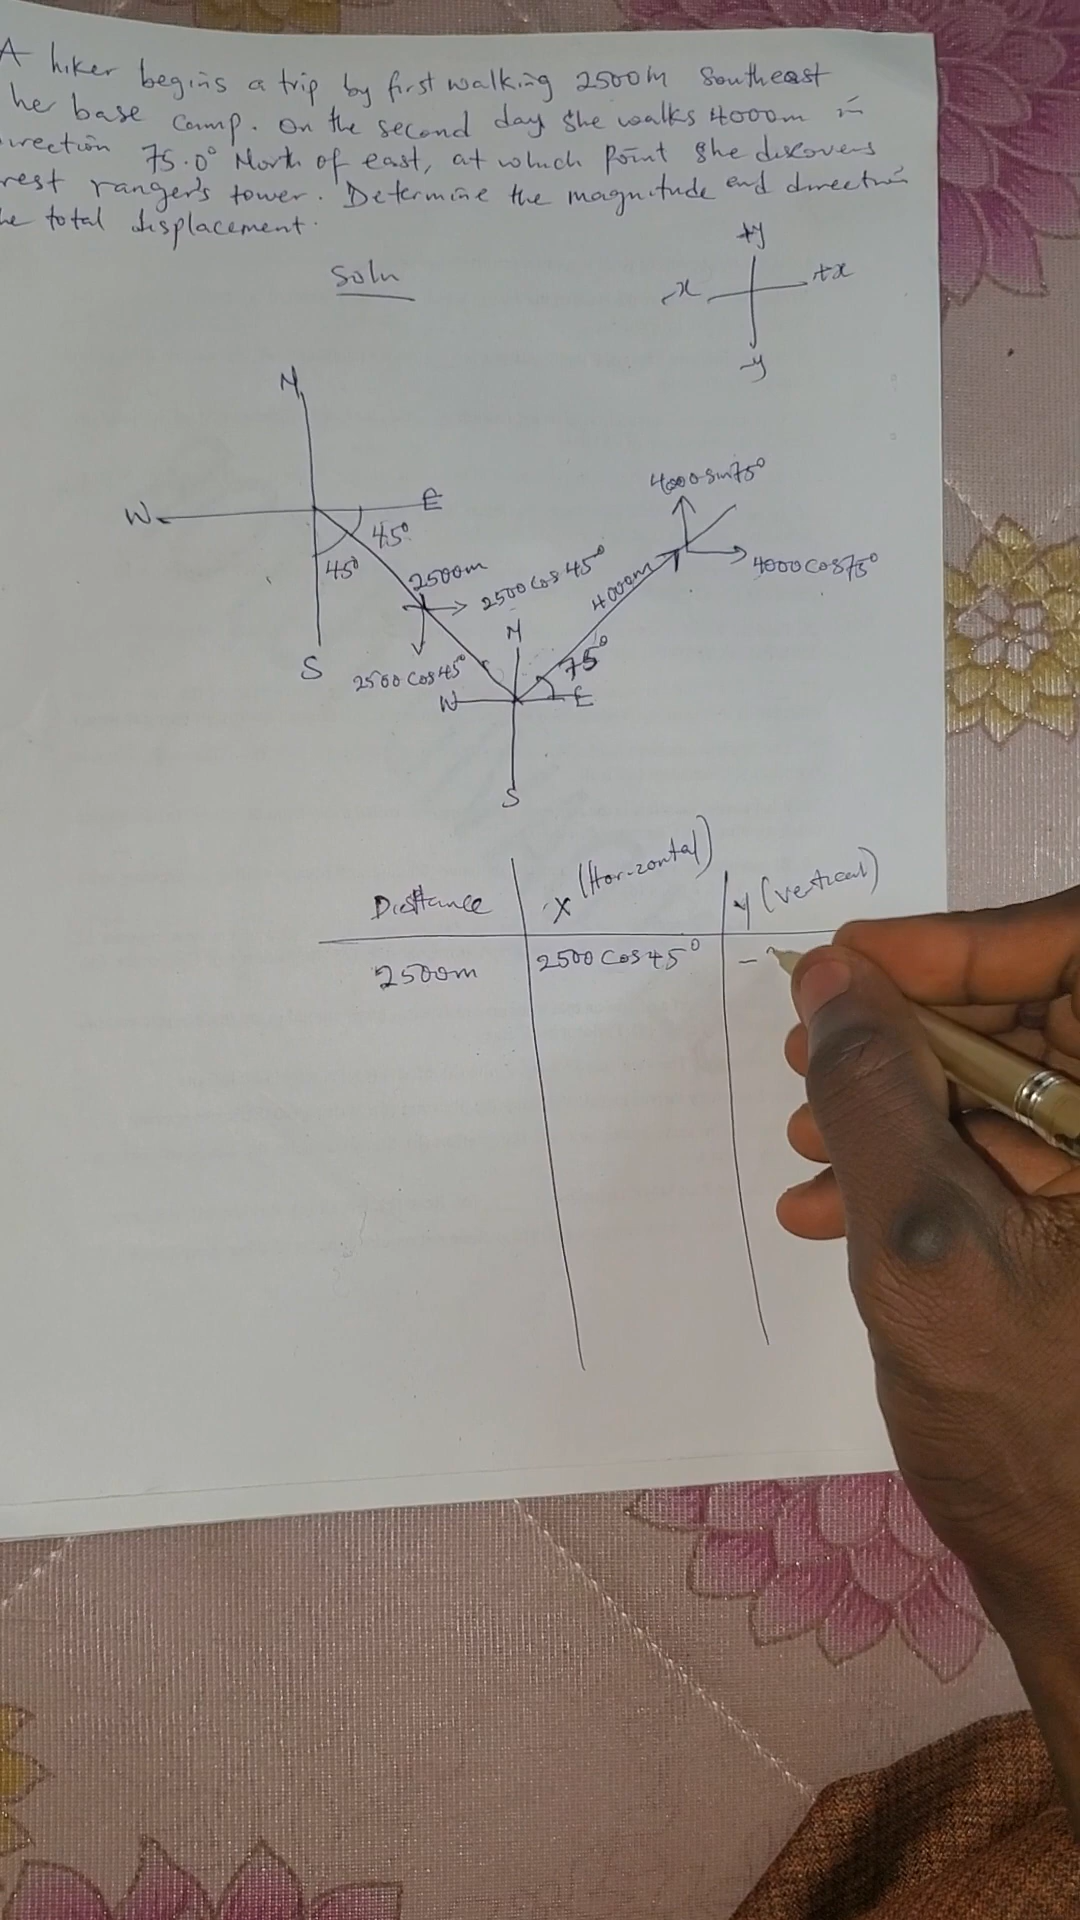 A hiker begins a trip by first walking 2500m Southeast
he base camp. On the second day she walks 4000m in
irection 75.0° North of east, at which point she discovers
rest ranger's tower. Determine the magnitude and direction
he total displacement.
Soln
+y
-x +x
-y
N
W E
45°
45°
S
2500m
2500 Cos 45°
2500 Cos 45°
4000 sin 75°
4000 Cos 75°
4000m
N
75°
W E
S
Distance X (Horizontal) y (Vertical)
2500m 2500 Cos 45° -